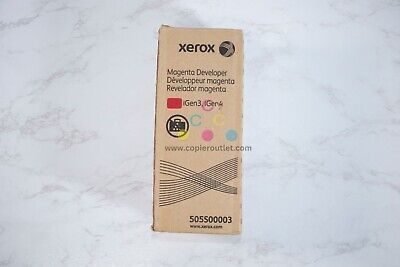 xerox
Magenta Developer
Développeur magenta
Revelador magenta
iGen3, iGen4
www.copieroutlet.com
505S00003
www.xerox.com